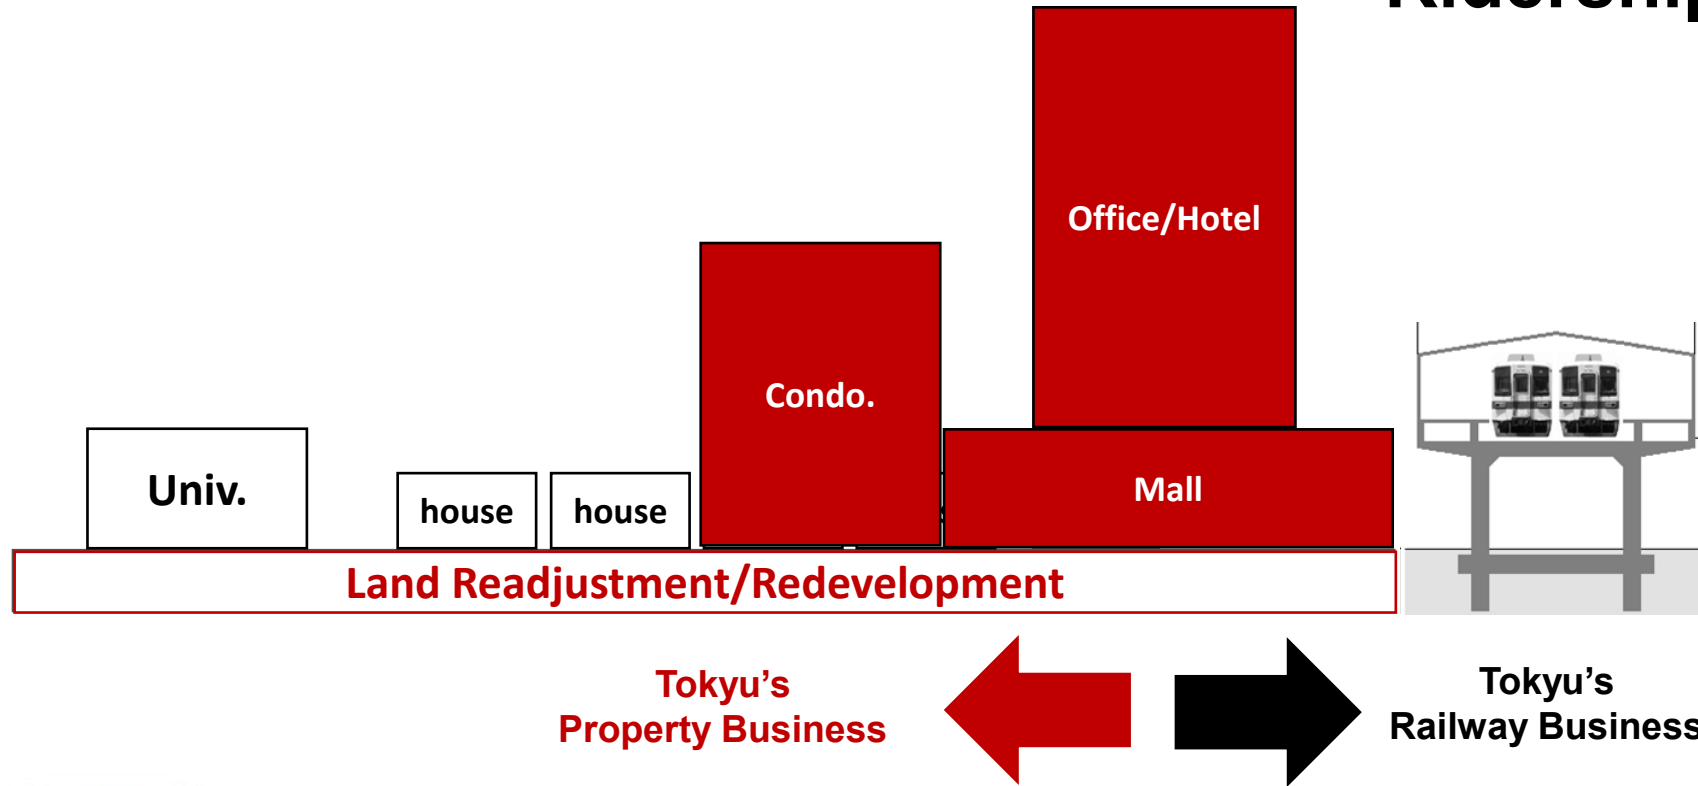 Office/Hotel
Condo.
Univ.
house
house
Mall
Land Readjustment/Redevelopment
Tokyu’s
Property Business
Tokyu’s
Railway Business